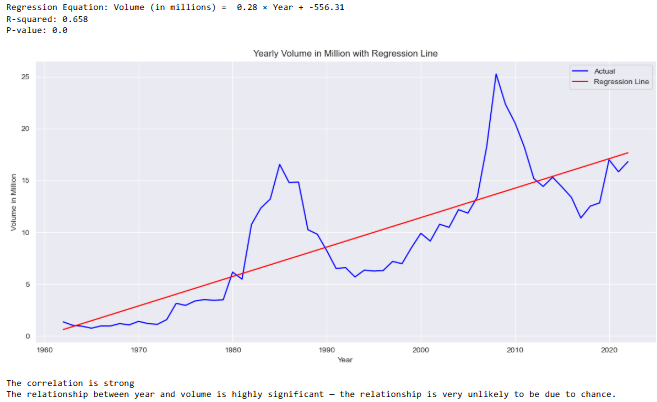 Regression Equation: Volume (in millions) =  0.28 × Year + -556.31
R-squared: 0.658
P-value: 0.0
Yearly Volume in Million with Regression Line
Actual
Regression Line
25
20
15
10
5
0
Volume in Million
1960 1970 1980 1990 2000 2010 2020
Year
The correlation is strong
The relationship between year and volume is highly significant — the relationship is very unlikely to be due to chance.